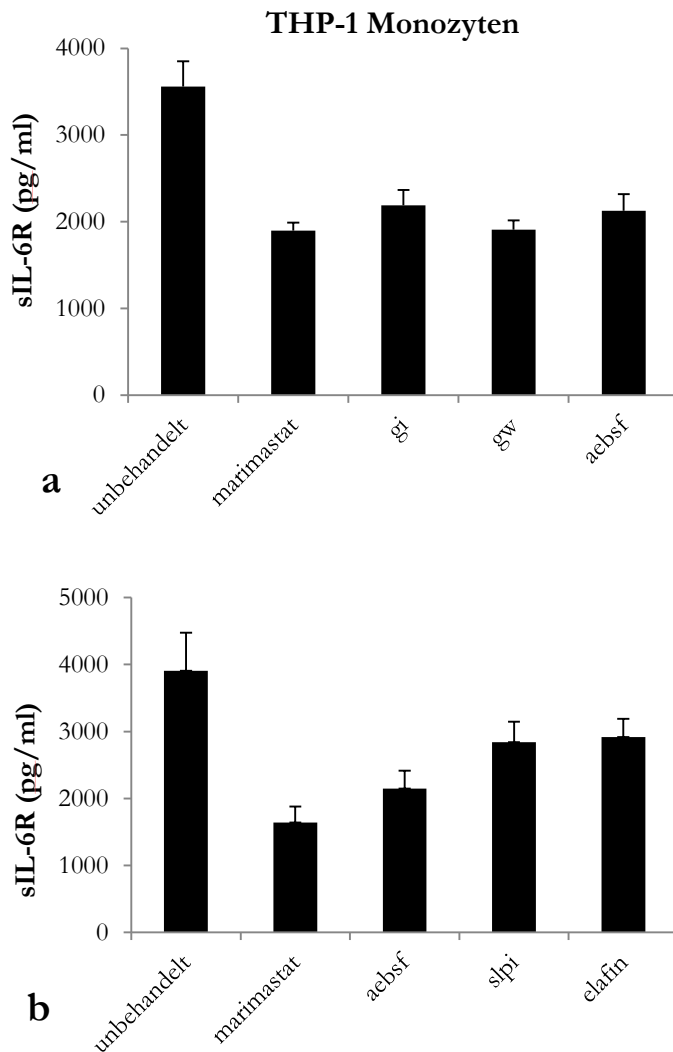 THP-1 Monozyten
sIL-6R (pg/ml)
4000
3000
2000
1000
0
unbehandelt
marimastat
gi
gw
aebsf
a
sIL-6R (pg/ml)
5000
4000
3000
2000
1000
0
unbehandelt
marimastat
aebsf
slpi
elafin
b